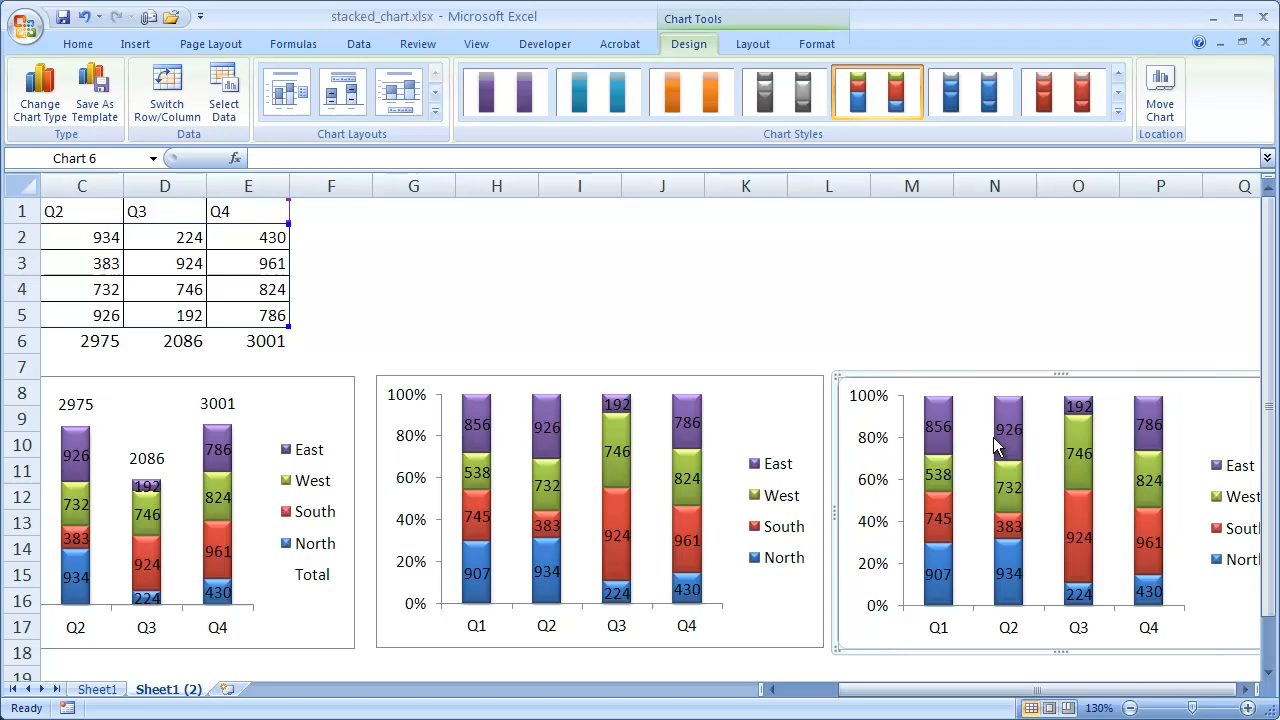 stacked_chart.xlsx - Microsoft Excel
Chart Tools
Home Insert Page Layout Formulas Data Review View Developer Acrobat Design Layout Format
Change Chart Type
Save As Template
Switch Row/Column
Select Data
Move Chart
Type Data Chart Layouts Chart Styles Location
Chart 6 fx
C D E F G H I J K L M N O P Q
1 Q2 Q3 Q4
2 934 224 430
3 383 924 961
4 732 746 824
5 926 192 786
6 2975 2086 3001
7
8
9
10
11
12
13
14
15
16
17
18
19
2975 2086 3001
926 192 786
732 746 824
383 924 961
934 224 430
Q2 Q3 Q4
East
West
South
North
Total
100%
80%
60%
40%
20%
0%
856 926 192 786
538 732 746 824
745 383 924 961
907 934 224 430
Q1 Q2 Q3 Q4
East
West
South
North
100%
80%
60%
40%
20%
0%
856 926 192 786
538 732 746 824
745 383 924 961
907 934 224 430
Q1 Q2 Q3 Q4
East
West
South
North
Sheet1 Sheet1 (2)
Ready 130%